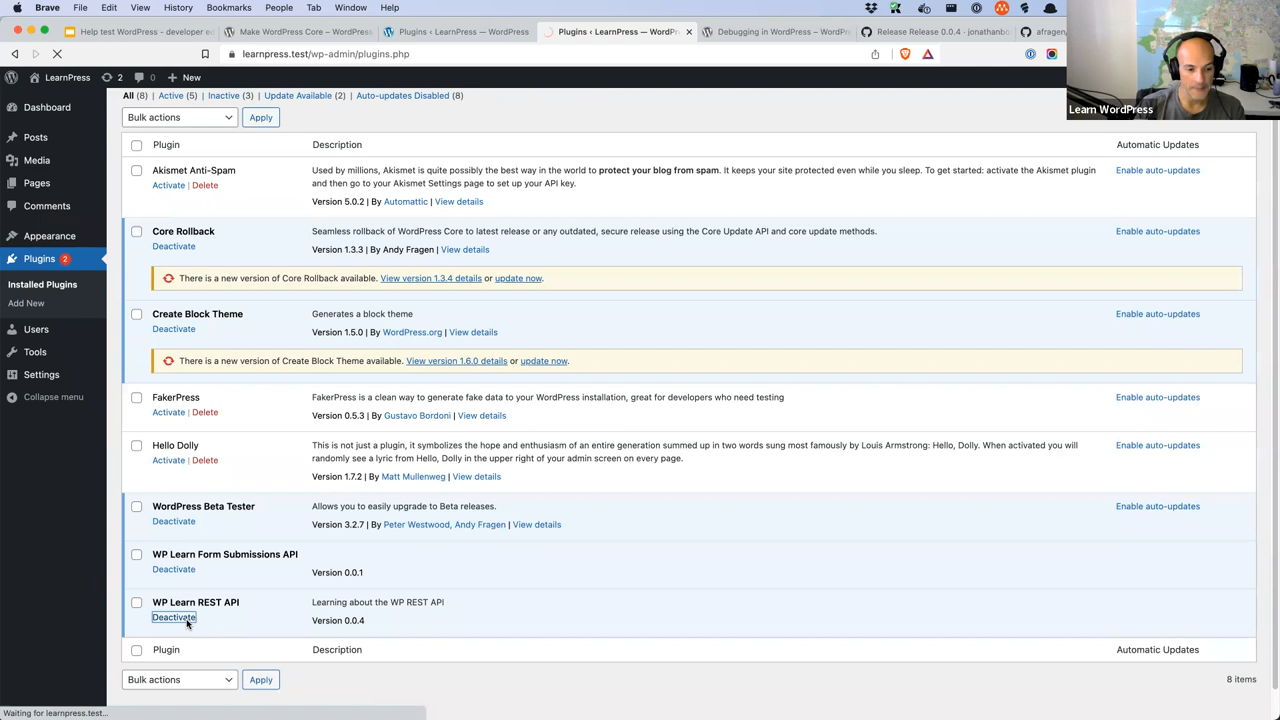 Brave File Edit View History Bookmarks People Tab Window Help
Help test WordPress - developer ed
Make WordPress Core – WordPress
Plugins ‹ LearnPress — WordPress
Plugins ‹ LearnPress — WordPr
Debugging in WordPress – WordPr
Release Release 0.0.4 · jonathanbo
afragen/
learnpress.test/wp-admin/plugins.php
LearnPress 2 0 New
Learn WordPress
Dashboard
Posts
Media
Pages
Comments
Appearance
Plugins 2
Installed Plugins
Add New
Users
Tools
Settings
Collapse menu
All (8) | Active (5) | Inactive (3) | Update Available (2) | Auto-updates Disabled (8)
Bulk actions Apply
Plugin Description Automatic Updates
Akismet Anti-Spam
Activate | Delete
Used by millions, Akismet is quite possibly the best way in the world to protect your blog from spam. It keeps your site protected even while you sleep. To get started: activate the Akismet plugin
and then go to your Akismet Settings page to set up your API key.
Version 5.0.2 | By Automattic | View details
Enable auto-updates
Core Rollback
Deactivate
Seamless rollback of WordPress Core to latest release or any outdated, secure release using the Core Update API and core update methods.
Version 1.3.3 | By Andy Fragen | View details
Enable auto-updates
There is a new version of Core Rollback available. View version 1.3.4 details or update now.
Create Block Theme
Deactivate
Generates a block theme
Version 1.5.0 | By WordPress.org | View details
Enable auto-updates
There is a new version of Create Block Theme available. View version 1.6.0 details or update now.
FakerPress
Activate | Delete
FakerPress is a clean way to generate fake data to your WordPress installation, great for developers who need testing
Version 0.5.3 | By Gustavo Bordoni | View details
Enable auto-updates
Hello Dolly
Activate | Delete
This is not just a plugin, it symbolizes the hope and enthusiasm of an entire generation summed up in two words sung most famously by Louis Armstrong: Hello, Dolly. When activated you will
randomly see a lyric from Hello, Dolly in the upper right of your admin screen on every page.
Version 1.7.2 | By Matt Mullenweg | View details
Enable auto-updates
WordPress Beta Tester
Deactivate
Allows you to easily upgrade to Beta releases.
Version 3.2.7 | By Peter Westwood, Andy Fragen | View details
Enable auto-updates
WP Learn Form Submissions API
Deactivate
Version 0.0.1
WP Learn REST API
Deactivate
Learning about the WP REST API
Version 0.0.4
Plugin Description Automatic Updates
Bulk actions Apply
8 items
Waiting for learnpress.test...